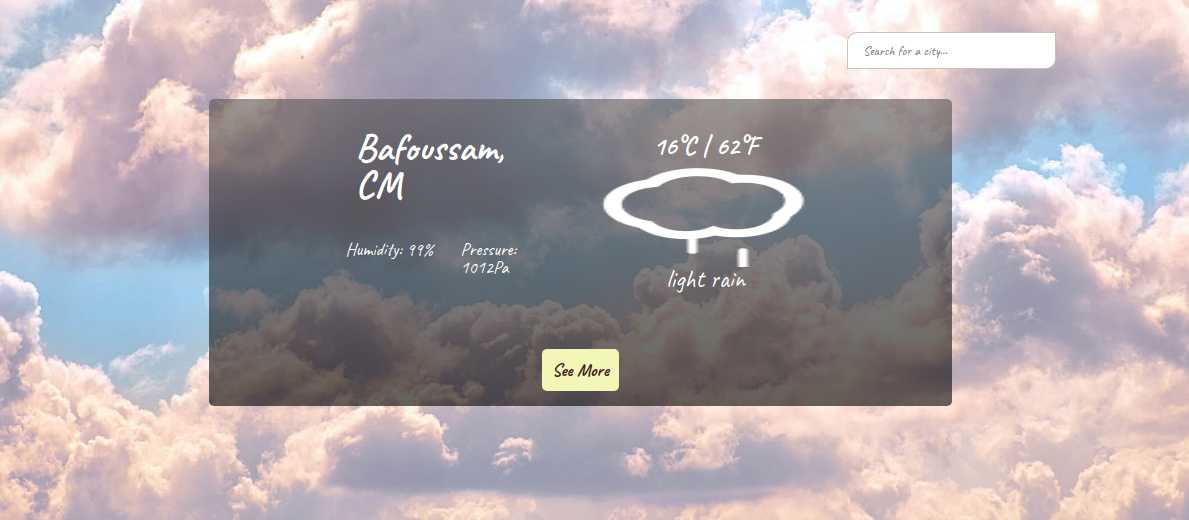 Search for a city...
Bafoussam,
CM
16°C | 62°F
Humidity: 99%
Pressure:
1012Pa
light rain
See More